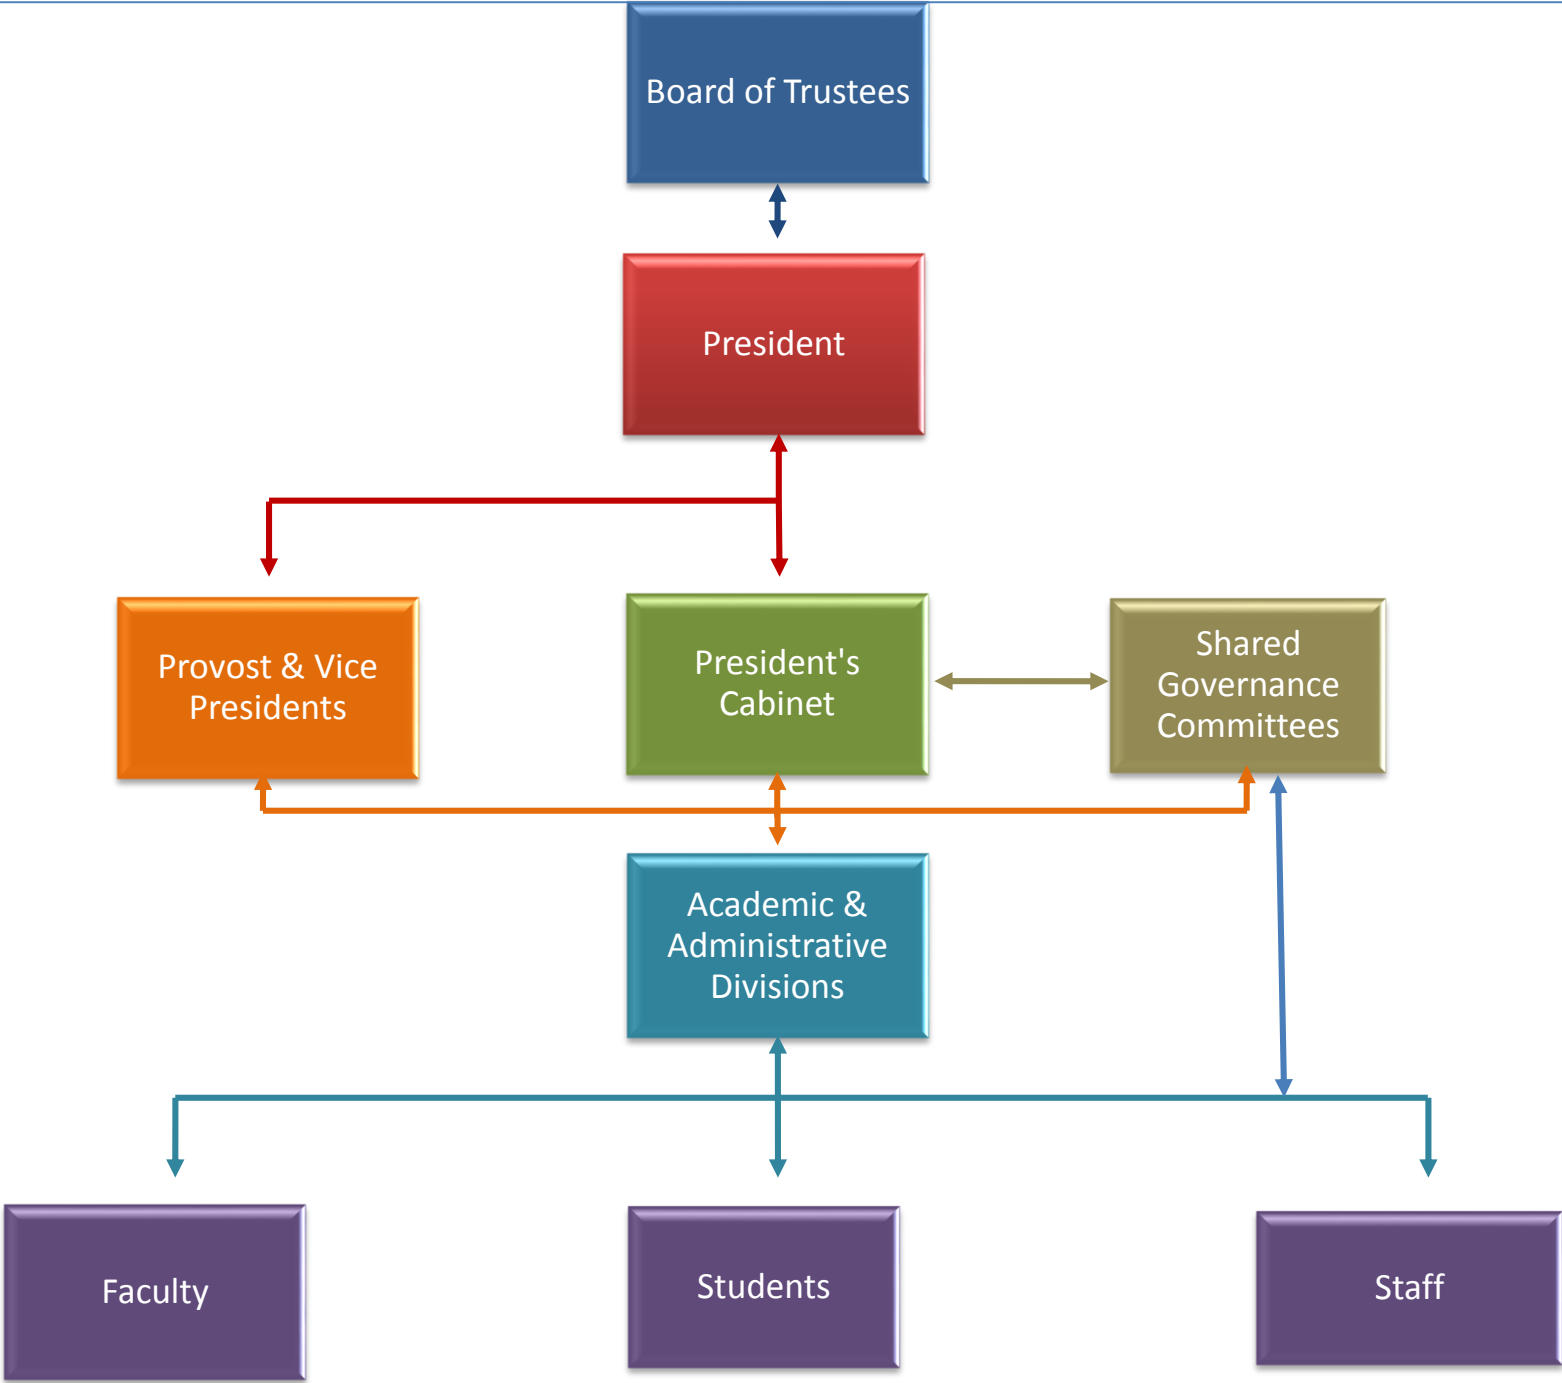 Board of Trustees
President
Provost & Vice
Presidents
President's
Cabinet
Shared
Governance
Committees
Academic &
Administrative
Divisions
Faculty
Students
Staff